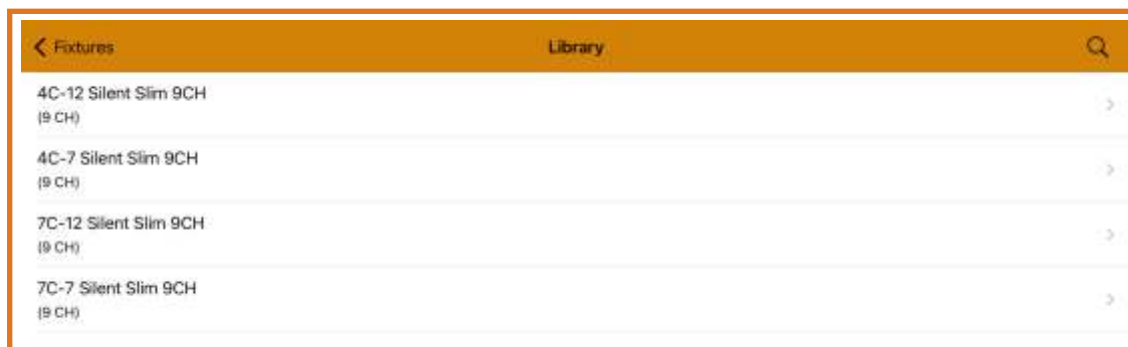 Fixtures
Library
4C-12 Silent Slim 9CH
(9 CH)
4C-7 Silent Slim 9CH
(9 CH)
7C-12 Silent Slim 9CH
(9 CH)
7C-7 Silent Slim 9CH
(9 CH)